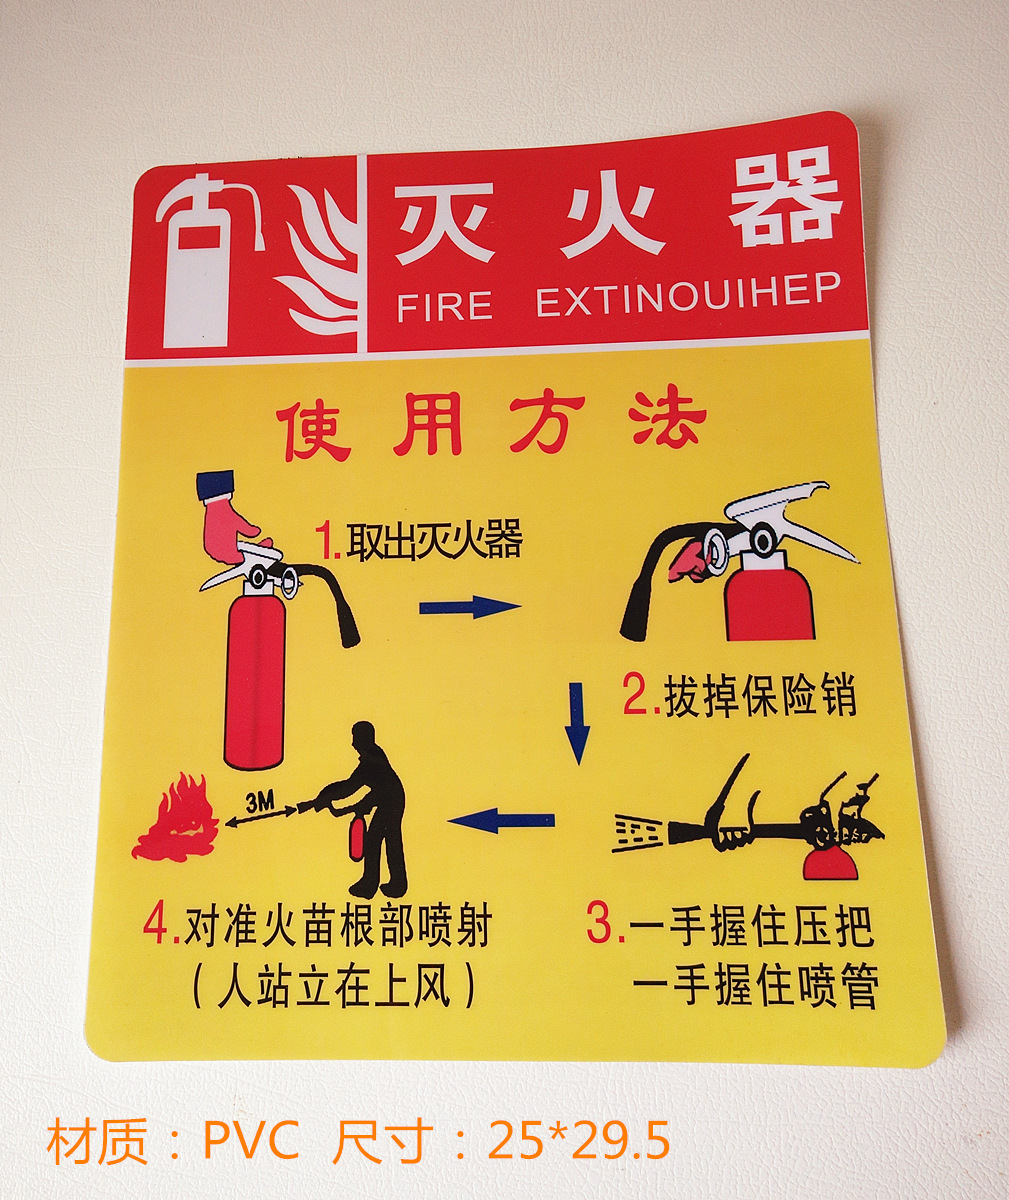 灭火器
FIRE EXTINOUIHEP
使用方法
1.取出灭火器
2.拔掉保险销
3M
4.对准火苗根部喷射
(人站立在上风)
3.一手握住压把
一手握住喷管
材质：PVC 尺寸：25*29.5